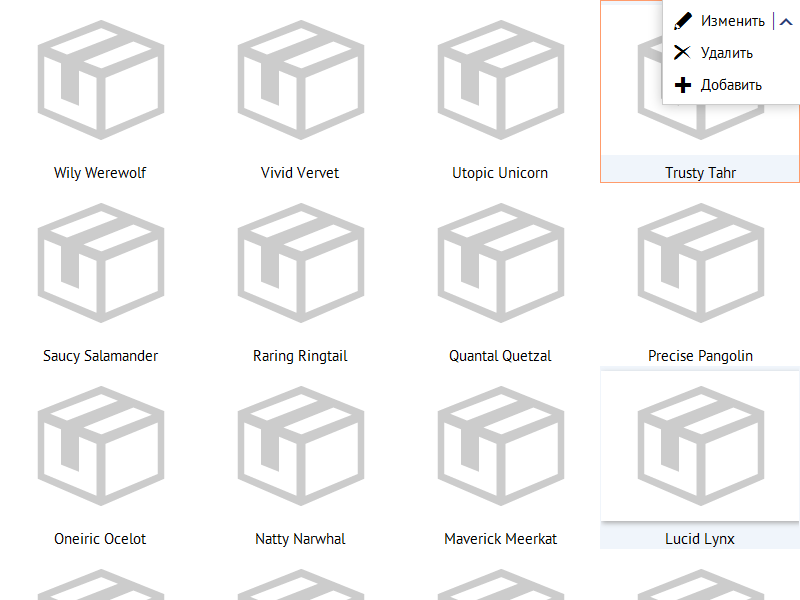 Изменить
Удалить
Добавить
Wily Werewolf
Vivid Vervet
Utopic Unicorn
Trusty Tahr
Saucy Salamander
Raring Ringtail
Quantal Quetzal
Precise Pangolin
Oneiric Ocelot
Natty Narwhal
Maverick Meerkat
Lucid Lynx